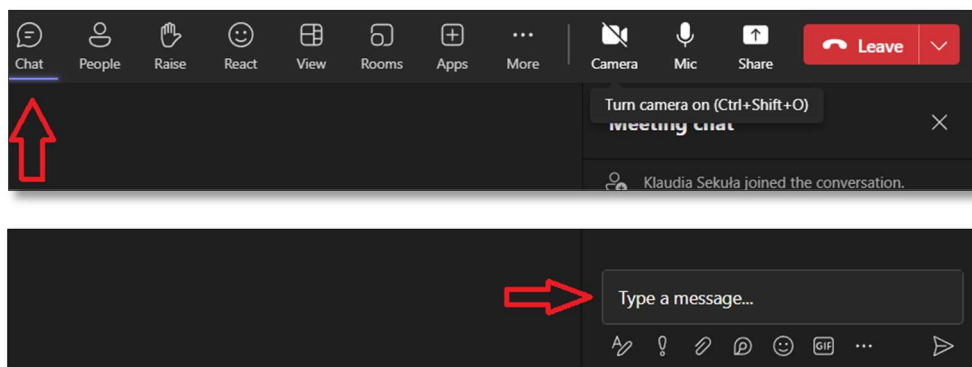 Chat People Raise React View Rooms Apps More Camera Mic Share Leave
Turn camera on (Ctrl+Shift+O)
Meeting chat
Klaudia Sekuła joined the conversation.
Type a message...
GIF